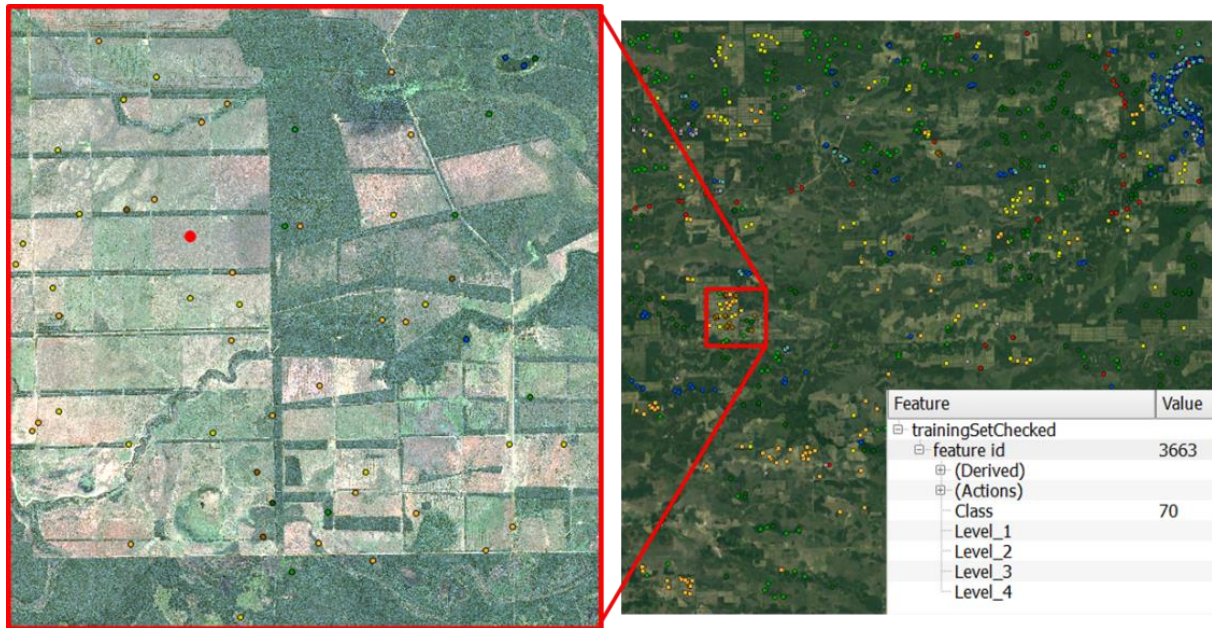 Feature Value
trainingSetChecked
feature id 3663
(Derived)
(Actions)
Class 70
Level_1
Level_2
Level_3
Level_4